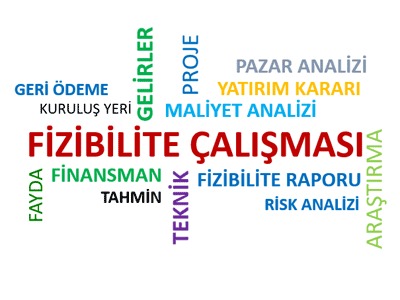 GELİRLER
PROJE
PAZAR ANALİZİ
GERİ ÖDEME
YATIRIM KARARI
KURULUŞ YERİ
MALİYET ANALİZİ
FİZİBİLİTE ÇALIŞMASI
ARAŞTIRMA
FAYDA
FİNANSMAN
TEKNİK
FİZİBİLİTE RAPORU
TAHMİN
RİSK ANALİZİ